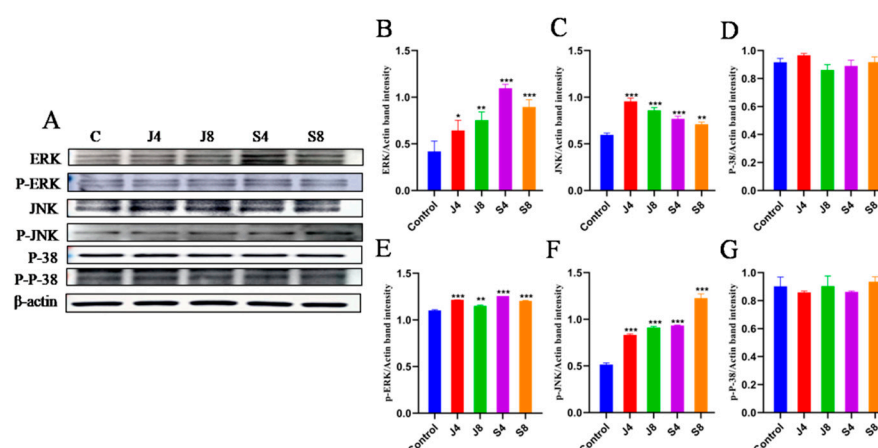 A
C J4 J8 S4 S8
ERK
P-ERK
JNK
P-JNK
P-38
P-P-38
β-actin
B
ERK/Actin band intensity
1.5
1.0
0.5
0.0
* ** *** ***
Control J4 J8 S4 S8
C
JNK/Actin band intensity
1.5
1.0
0.5
0.0
*** *** *** **
Control J4 J8 S4 S8
D
P-38/Actin band intensity
1.0
0.8
0.6
0.4
0.2
0.0
Control J4 J8 S4 S8
E
p-ERK/Actin band intensity
1.5
1.0
0.5
0.0
*** ** *** ***
Control J4 J8 S4 S8
F
p-JNK/Actin band intensity
1.5
1.0
0.5
0.0
*** *** *** ***
Control J4 J8 S4 S8
G
p-P-38/Actin band intensity
1.0
0.8
0.6
0.4
0.2
0.0
Control J4 J8 S4 S8